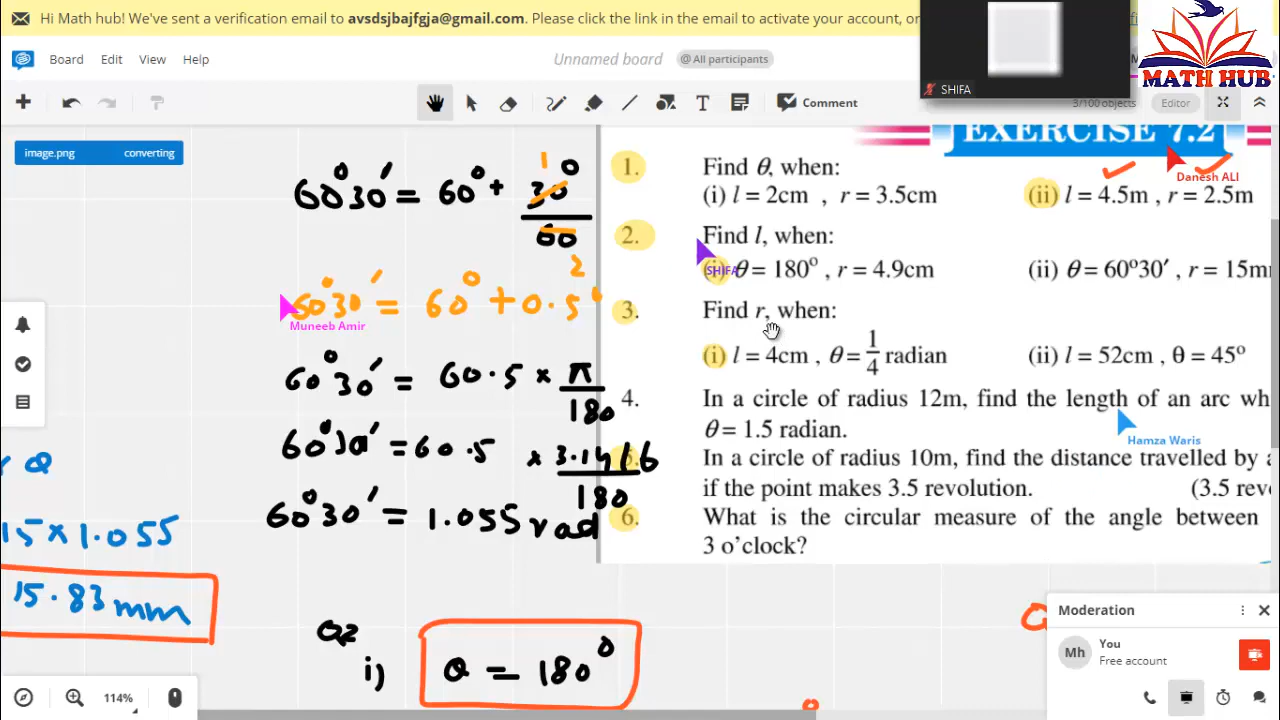 Hi Math hub! We've sent a verification email to avsdsjbajfgja@gmail.com. Please click the link in the email to activate your account, or
Board Edit View Help
Unnamed board
@ All participants
SHIFA
MATH HUB
Comment
3/100 objects
Editor
image.png converting
EXERCISE 7.2
Danesh ALI
1. Find θ, when:
(i) l = 2cm , r = 3.5cm (ii) l = 4.5m , r = 2.5m
2. Find l, when:
SHIFA
(i) θ = 180° , r = 4.9cm (ii) θ = 60°30′ , r = 15m
3. Find r, when:
(i) l = 4cm , θ = 1/4 radian (ii) l = 52cm , θ = 45°
4. In a circle of radius 12m, find the length of an arc wh
θ = 1.5 radian.
Hamza Waris
In a circle of radius 10m, find the distance travelled by a
if the point makes 3.5 revolution. (3.5 rev
6. What is the circular measure of the angle between
3 o'clock?
60°30′ = 60° + 30°/60
1
2
60°30′ = 60° + 0.5°
Muneeb Amir
60°30′ = 60.5 × π/180
60°30′ = 60.5 × 3.1416/180
60°30′ = 1.055 rad
θ
15 × 1.055
15.83 mm
Q2
i) θ = 180°
Moderation
Mh You
Free account
114%